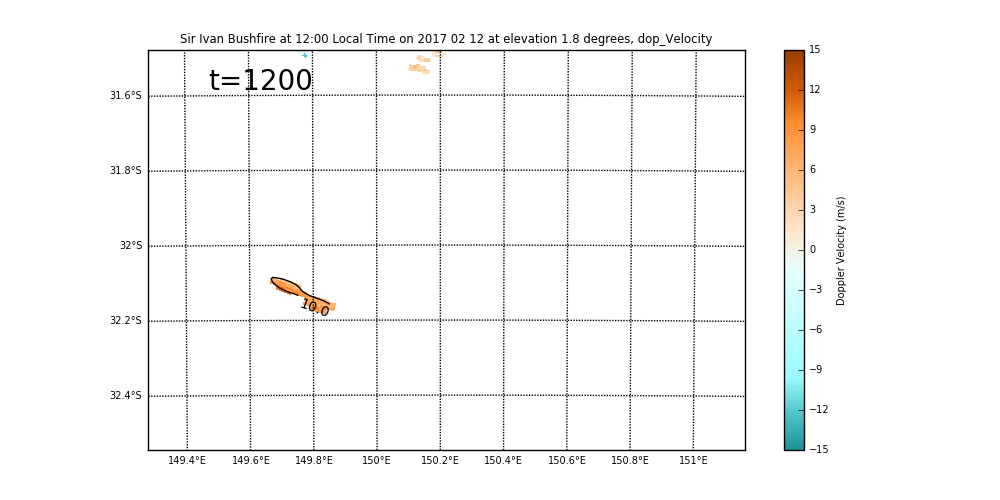 Sir Ivan Bushfire at 12:00 Local Time on 2017 02 12 at elevation 1.8 degrees, dop_Velocity
t=1200
31.6°S
31.8°S
32°S
32.2°S
32.4°S
10.0
149.4°E 149.6°E 149.8°E 150°E 150.2°E 150.4°E 150.6°E 150.8°E 151°E
15
12
9
6
3
0
−3
−6
−9
−12
−15
Doppler Velocity (m/s)